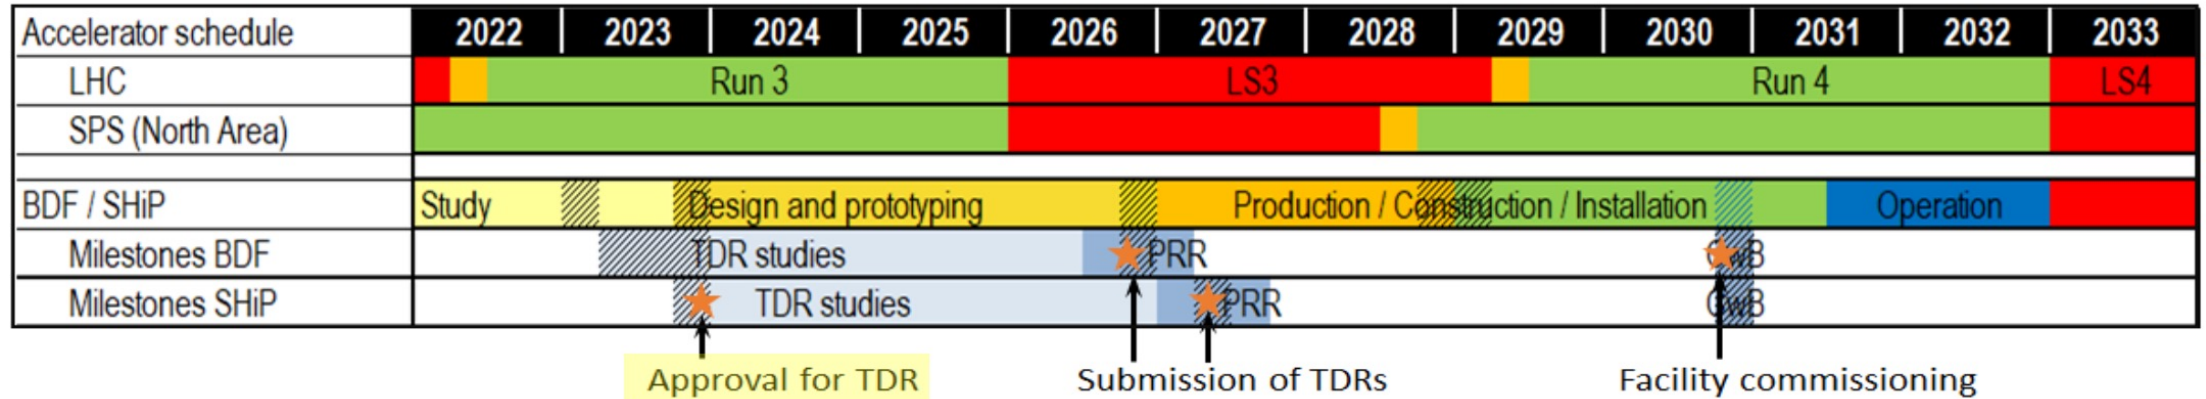 Accelerator schedule 2022 2023 2024 2025 2026 2027 2028 2029 2030 2031 2032 2033
LHC Run 3 LS3 Run 4 LS4
SPS (North Area)
BDF / SHiP Study Design and prototyping Production / Construction / Installation Operation
Milestones BDF TDR studies PRR CwB
Milestones SHiP TDR studies PRR CwB
Approval for TDR Submission of TDRs Facility commissioning